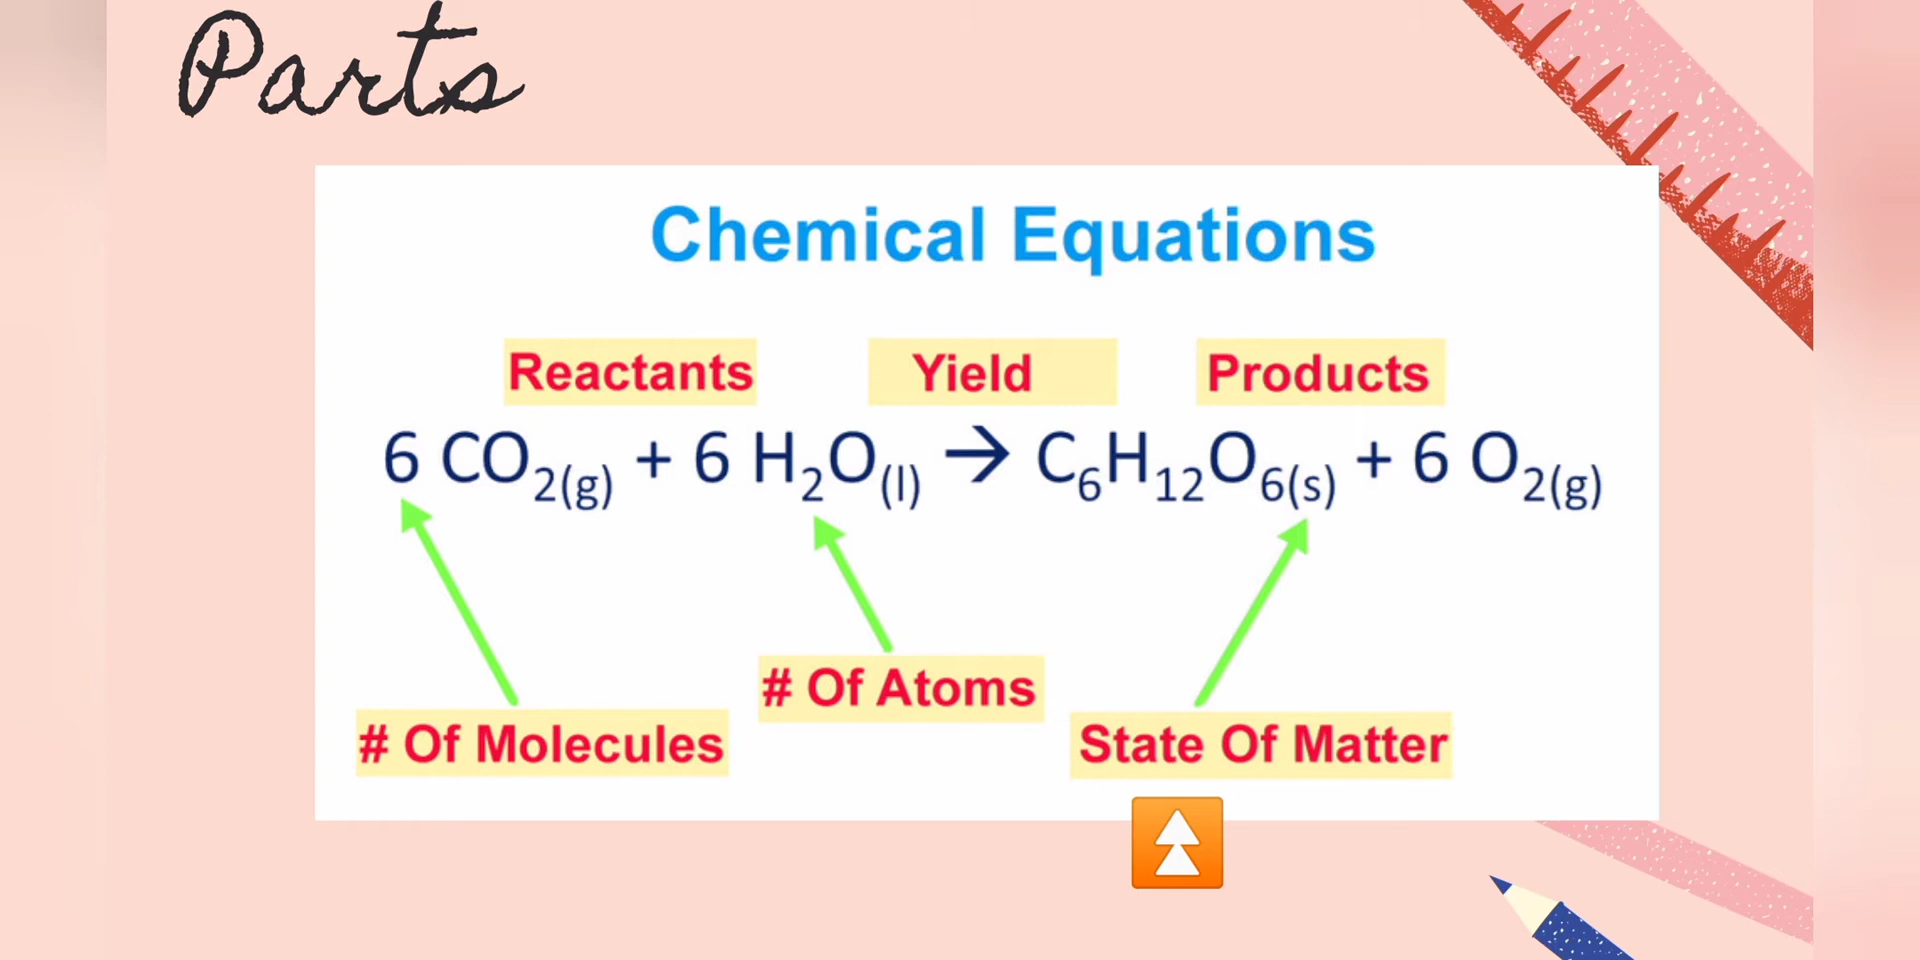 Parts
Chemical Equations
Reactants Yield Products
6 CO₂(g) + 6 H₂O(l) → C₆H₁₂O₆(s) + 6 O₂(g)
# Of Atoms
# Of Molecules State Of Matter